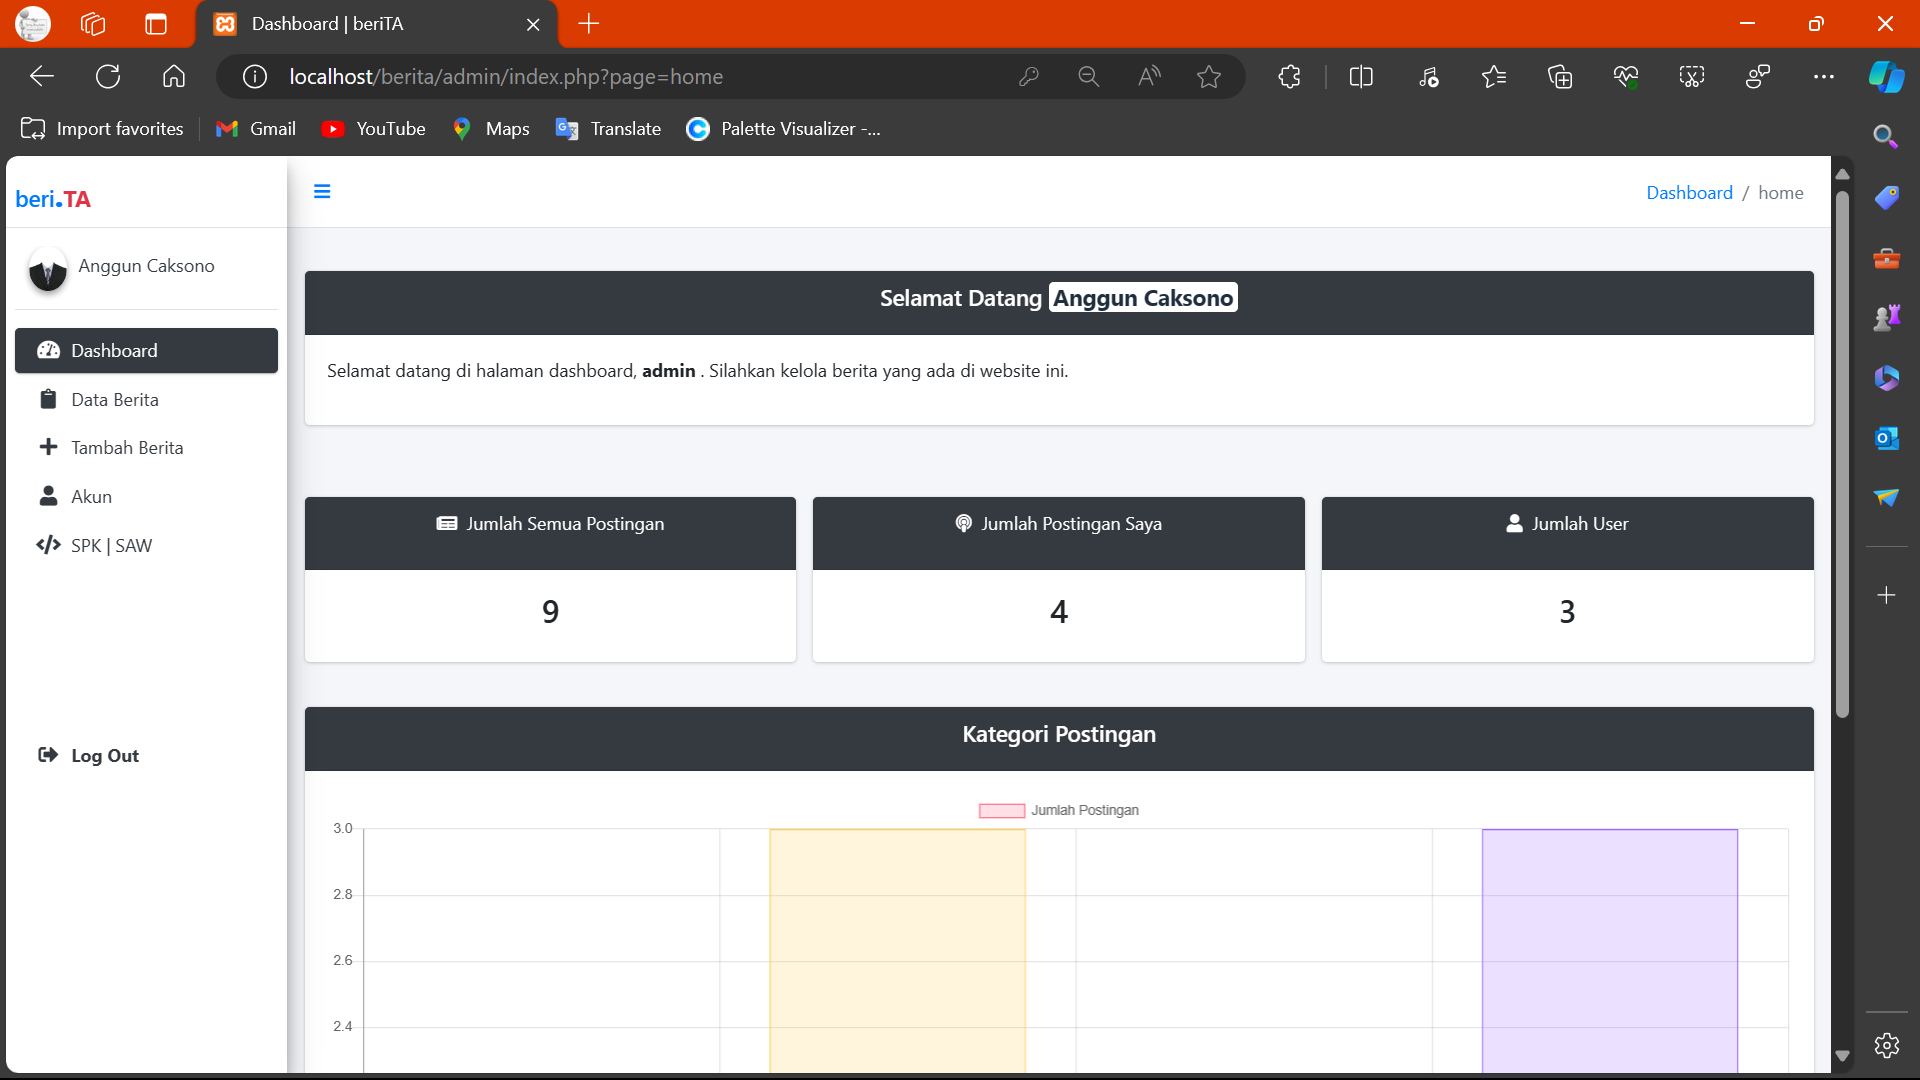 Dashboard | beriTA
localhost/berita/admin/index.php?page=home
Import favorites
Gmail
YouTube
Maps
Translate
Palette Visualizer -...
beri.TA
Dashboard / home
Anggun Caksono
Dashboard
Data Berita
Tambah Berita
Akun
SPK | SAW
Log Out
Selamat Datang Anggun Caksono
Selamat datang di halaman dashboard, admin . Silahkan kelola berita yang ada di website ini.
Jumlah Semua Postingan
9
Jumlah Postingan Saya
4
Jumlah User
3
Kategori Postingan
Jumlah Postingan
3.0
2.8
2.6
2.4